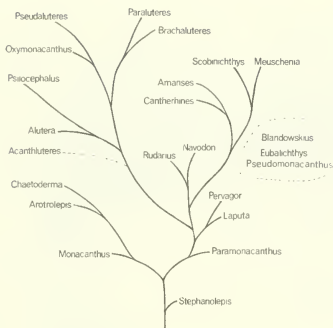 Pseudaluteres
Paraluteres
Brachaluteres
Oxymonacanthus
Scobinichthys
Meuschenia
Psilocephalus
Amanses
Cantherhines
Alutera
Acanthluteres
Rudarius
Navodon
Blandowskius
Eubalichthys
Pseudomonacanthus
Chaetoderma
Arotrolepis
Pervagor
Laputa
Monacanthus
Paramonacanthus
Stephanolepis